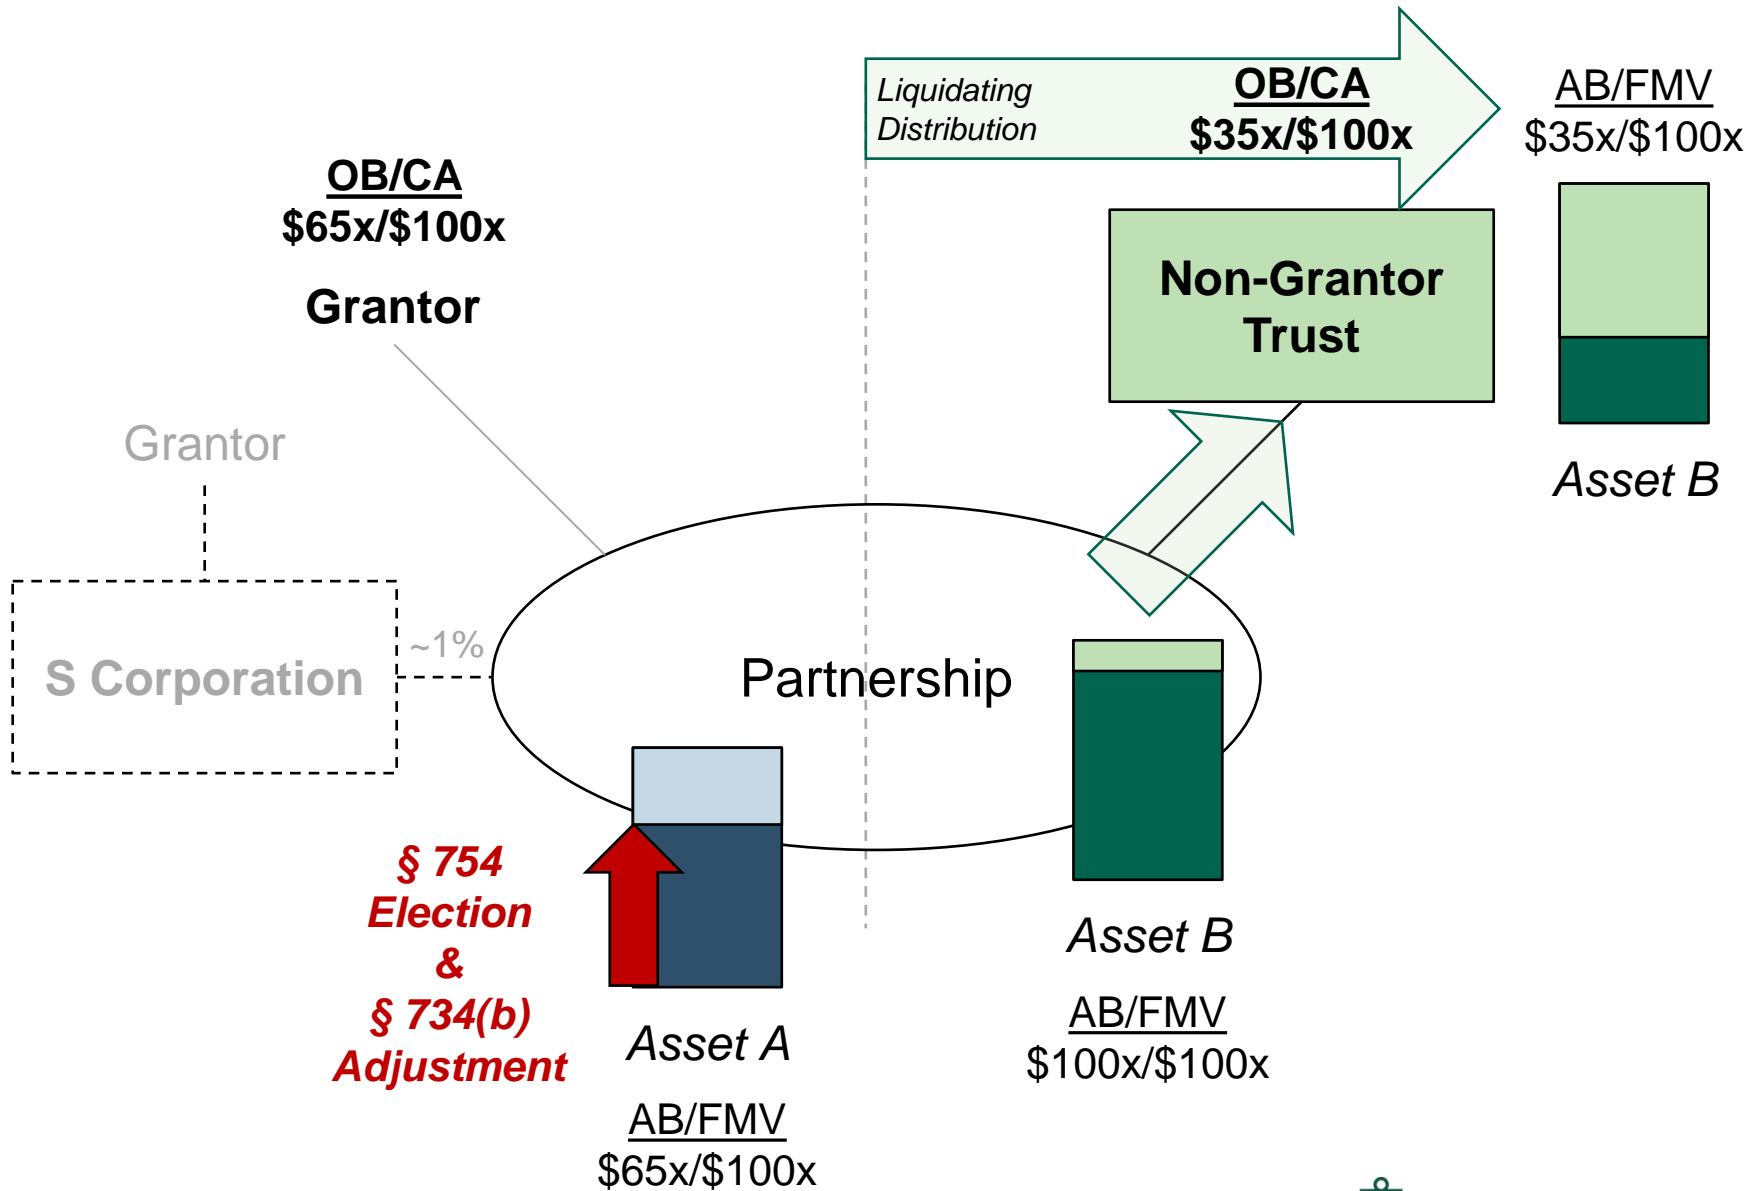 Liquidating
Distribution
OB/CA
$35x/$100x
AB/FMV
$35x/$100x
OB/CA
$65x/$100x
Grantor
Non-Grantor
Trust
Grantor
Asset B
S Corporation
~1%
Partnership
§ 754
Election
&
§ 734(b)
Adjustment
Asset A
AB/FMV
$65x/$100x
Asset B
AB/FMV
$100x/$100x